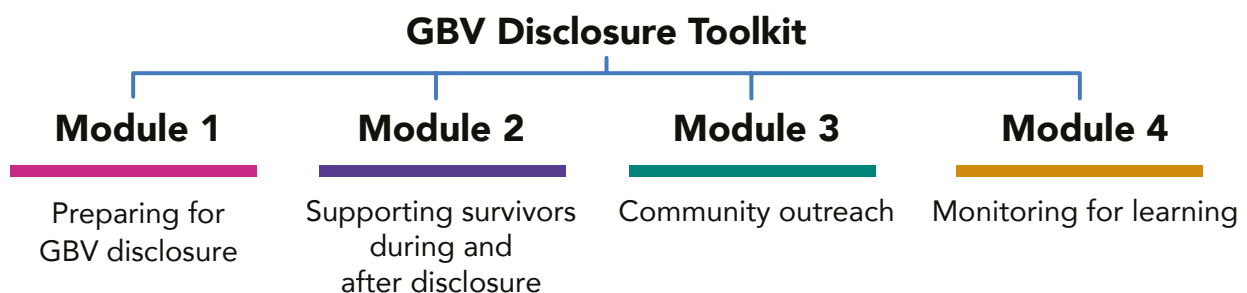 GBV Disclosure Toolkit
Module 1
Preparing for
GBV disclosure
Module 2
Supporting survivors
during and
after disclosure
Module 3
Community outreach
Module 4
Monitoring for learning